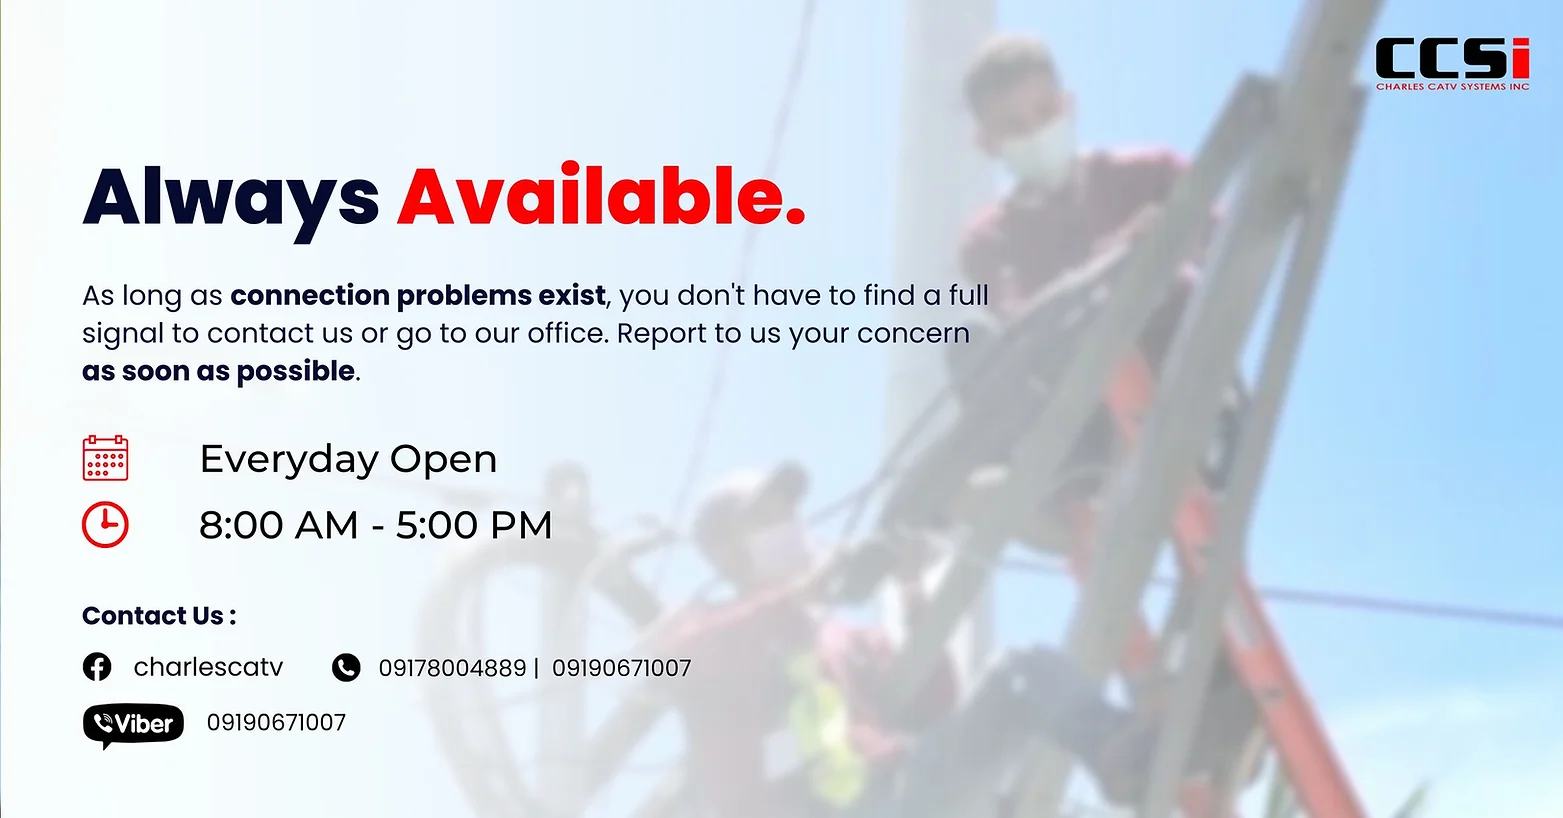 CCSi
CHARLES CATV SYSTEMS INC
Always Available.
As long as connection problems exist, you don't have to find a full
signal to contact us or go to our office. Report to us your concern
as soon as possible.
Everyday Open
8:00 AM - 5:00 PM
Contact Us :
charlescatv 09178004889 | 09190671007
Viber 09190671007